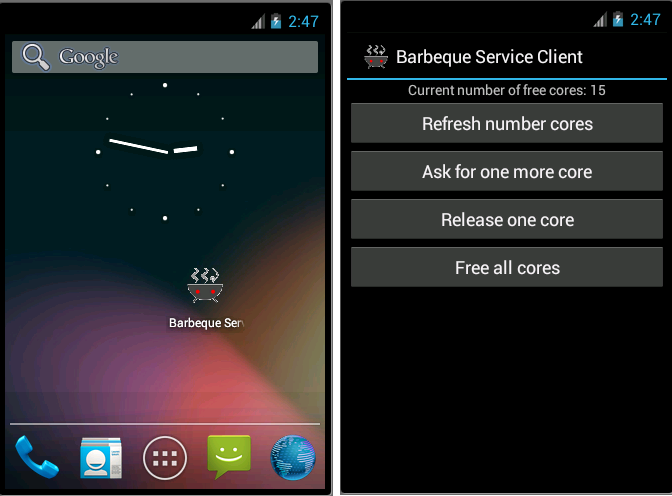 2:47
Google
Barbeque Ser
2:47
Barbeque Service Client
Current number of free cores: 15
Refresh number cores
Ask for one more core
Release one core
Free all cores